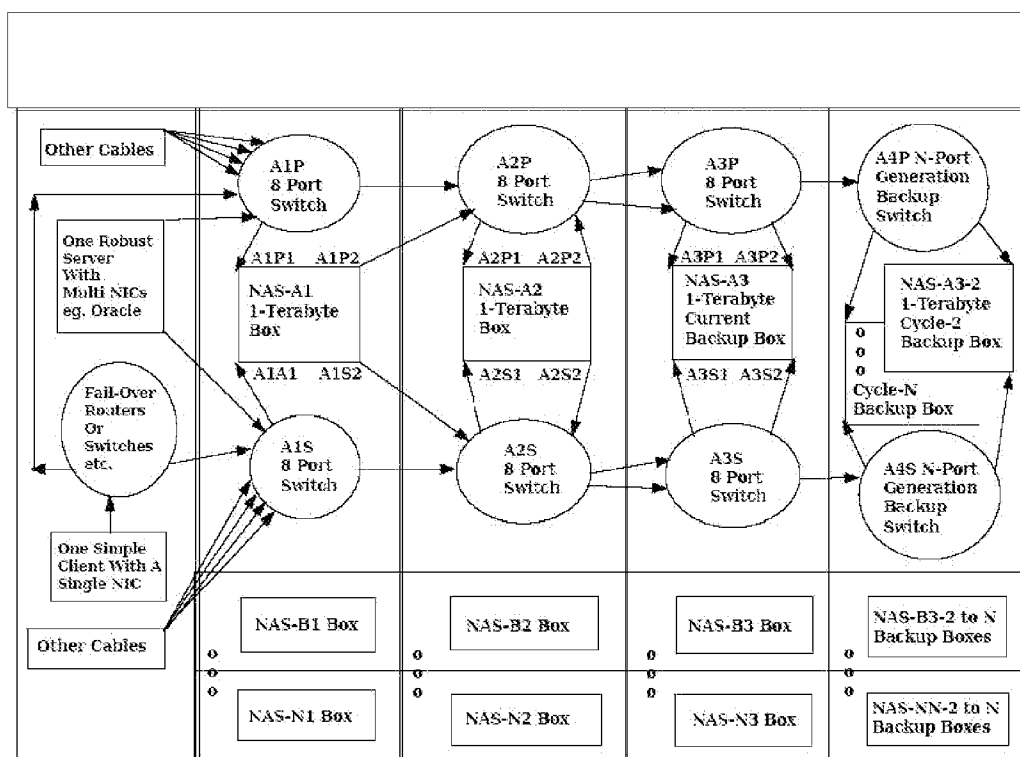 Other Cables
A1P
8 Port
Switch
A2P
8 Port
Switch
A3P
8 Port
Switch
A4P N-Port
Generation
Backup
Switch
One Robust
Server
With
Multi NICs
eg. Oracle
A1P1 A1P2
NAS-A1
1-Terabyte
Box
A1A1 A1S2
A2P1 A2P2
NAS-A2
1-Terabyte
Box
A2S1 A2S2
A3P1 A3P2
NAS-A3
1-Terabyte
Current
Backup Box
A3S1 A3S2
NAS-A3-2
1-Terabyte
Cycle-2
Backup Box
o
o
o
Cycle-N
Backup Box
Fail-Over
Routers
Or
Switches
etc.
A1S
8 Port
Switch
A2S
8 Port
Switch
A3S
8 Port
Switch
A4S N-Port
Generation
Backup
Switch
One Simple
Client With A
Single NIC
Other Cables
NAS-B1 Box
NAS-B2 Box
NAS-B3 Box
NAS-B3-2 to N
Backup Boxes
o o o o
o o o o
o o o o
NAS-N1 Box
NAS-N2 Box
NAS-N3 Box
NAS-NN-2 to N
Backup Boxes